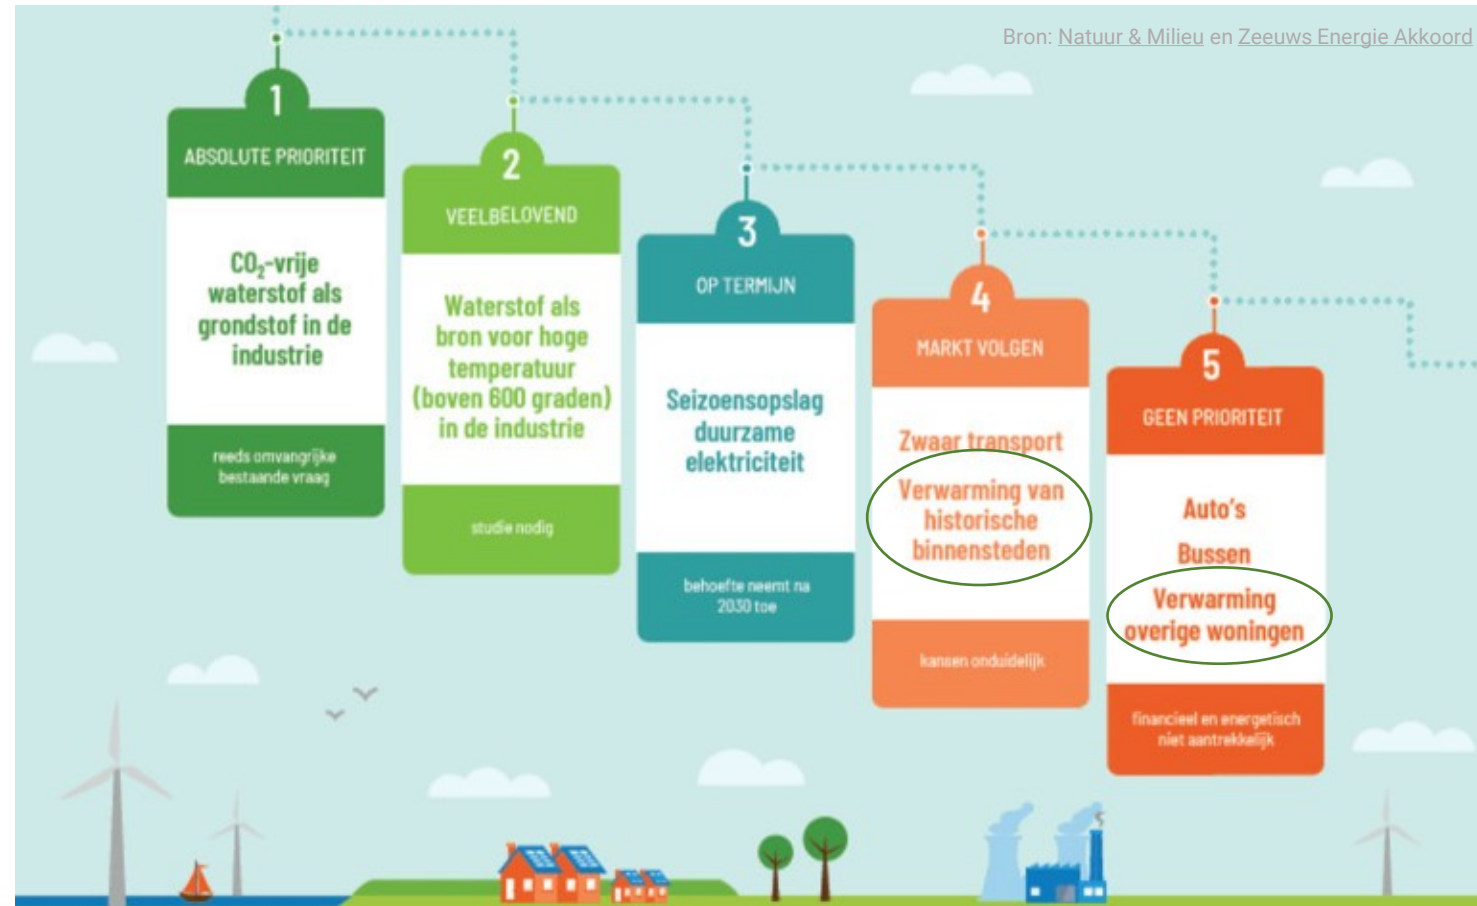 Bron: Natuur & Milieu en Zeeuws Energie Akkoord
1
ABSOLUTE PRIORITEIT
CO₂-vrije
waterstof als
grondstof in de
industrie
reeds omvangrijke
bestaande vraag
2
VEELBELOVEND
Waterstof als
bron voor hoge
temperatuur
(boven 600 graden)
in de industrie
studie nodig
3
OP TERMIJN
Seizoensopslag
duurzame
elektriciteit
behoefte neemt na
2030 toe
4
MARKT VOLGEN
Zwaar transport
Verwarming van
historische
binnensteden
kansen onduidelijk
5
GEEN PRIORITEIT
Auto's
Bussen
Verwarming
overige woningen
financieel en energetisch
niet aantrekkelijk